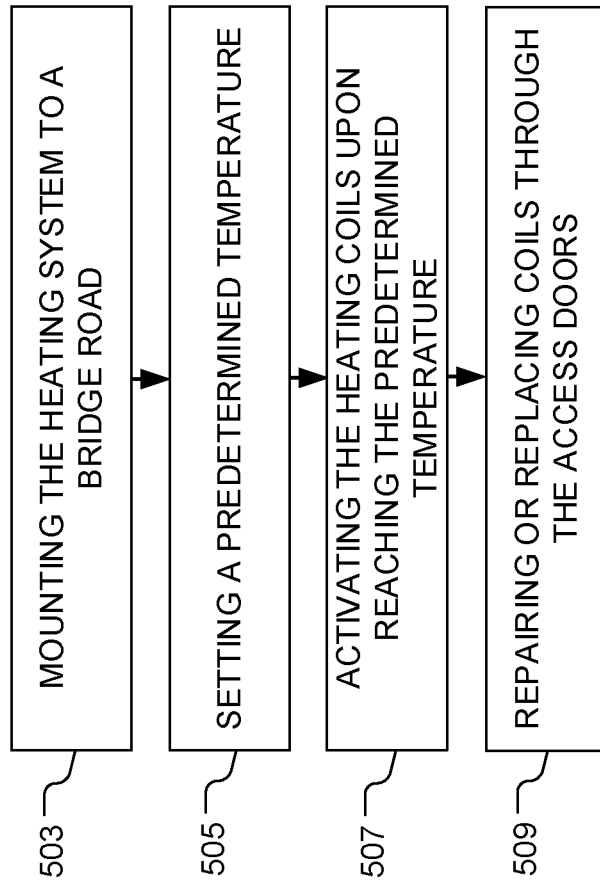 503
MOUNTING THE HEATING SYSTEM TO A
BRIDGE ROAD
505
SETTING A PREDETERMINED TEMPERATURE
507
ACTIVATING THE HEATING COILS UPON
REACHING THE PREDETERMINED
TEMPERATURE
509
REPAIRING OR REPLACING COILS THROUGH
THE ACCESS DOORS